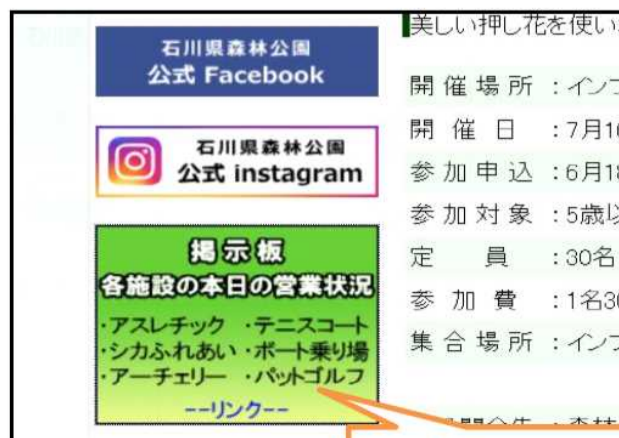 石川県森林公園
公式 Facebook
石川県森林公園
公式 instagram
掲示板
各施設の本日の営業状況
・アスレチック ・テニスコート
・シカふれあい ・ボート乗り場
・アーチェリー ・パットゴルフ
--リンク--
美しい押し花を使い
開催場所 :イン
開催日 :7月1
参加申込 :6月1
参加対象 :5歳以
定員 :30名
参加費 :1名3
集合場所 :イン